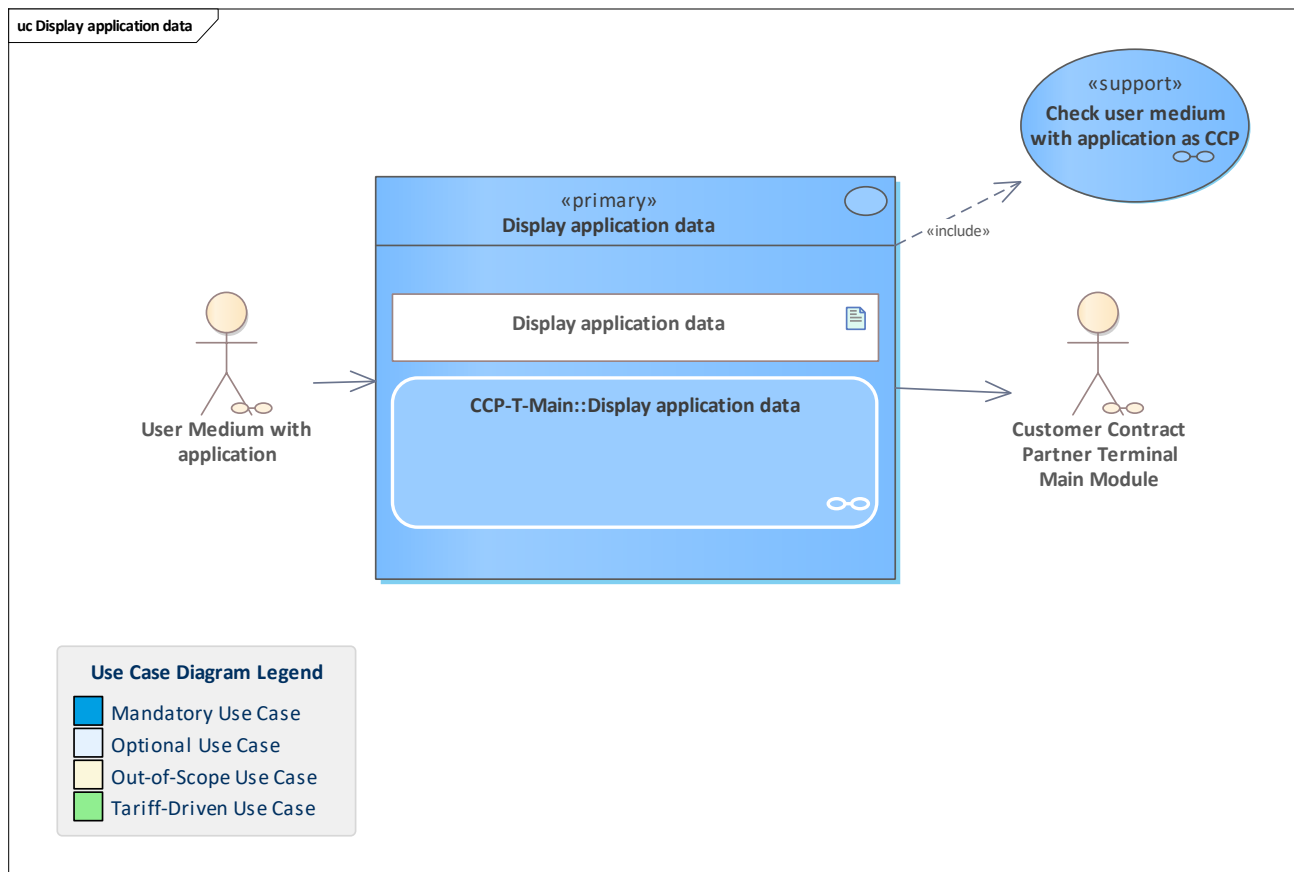 uc Display application data
«support»
Check user medium
with application as CCP
«primary»
Display application data
«include»
Display application data
CCP-T-Main::Display application data
User Medium with
application
Customer Contract
Partner Terminal
Main Module
Use Case Diagram Legend
Mandatory Use Case
Optional Use Case
Out-of-Scope Use Case
Tariff-Driven Use Case